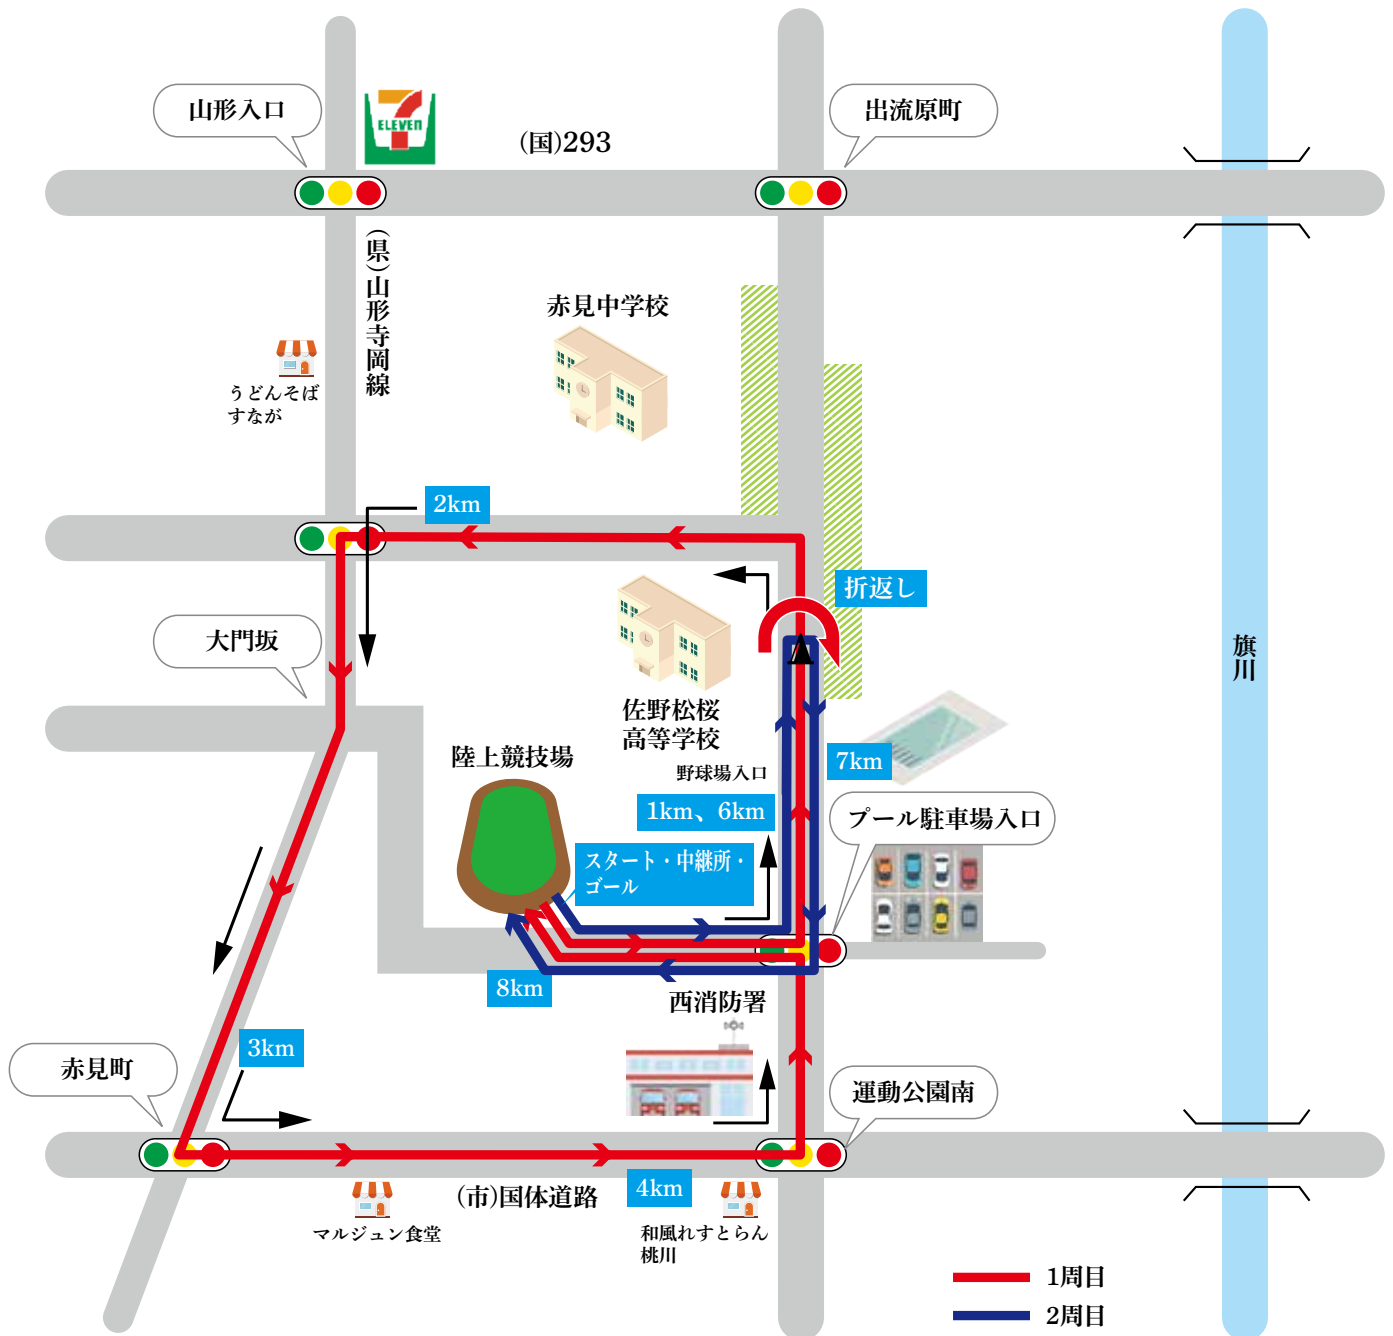 山形入口
ELEVEN
(国)293
出流原町
(県)山形寺岡線
赤見中学校
うどんそば
すなが
2km
折返し
大門坂
旗川
佐野松桜
高等学校
陸上競技場
野球場入口
7km
1km、6km
プール駐車場入口
スタート・中継所・
ゴール
8km
西消防署
3km
赤見町
運動公園南
4km
(市)国体道路
マルジュン食堂
和風れすとらん
桃川
1周目
2周目